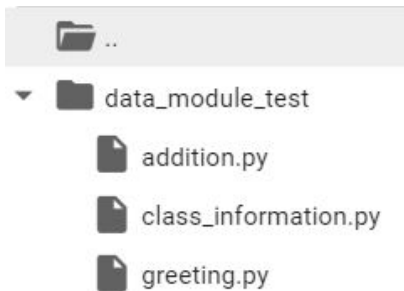 ..
data_module_test
addition.py
class_information.py
greeting.py